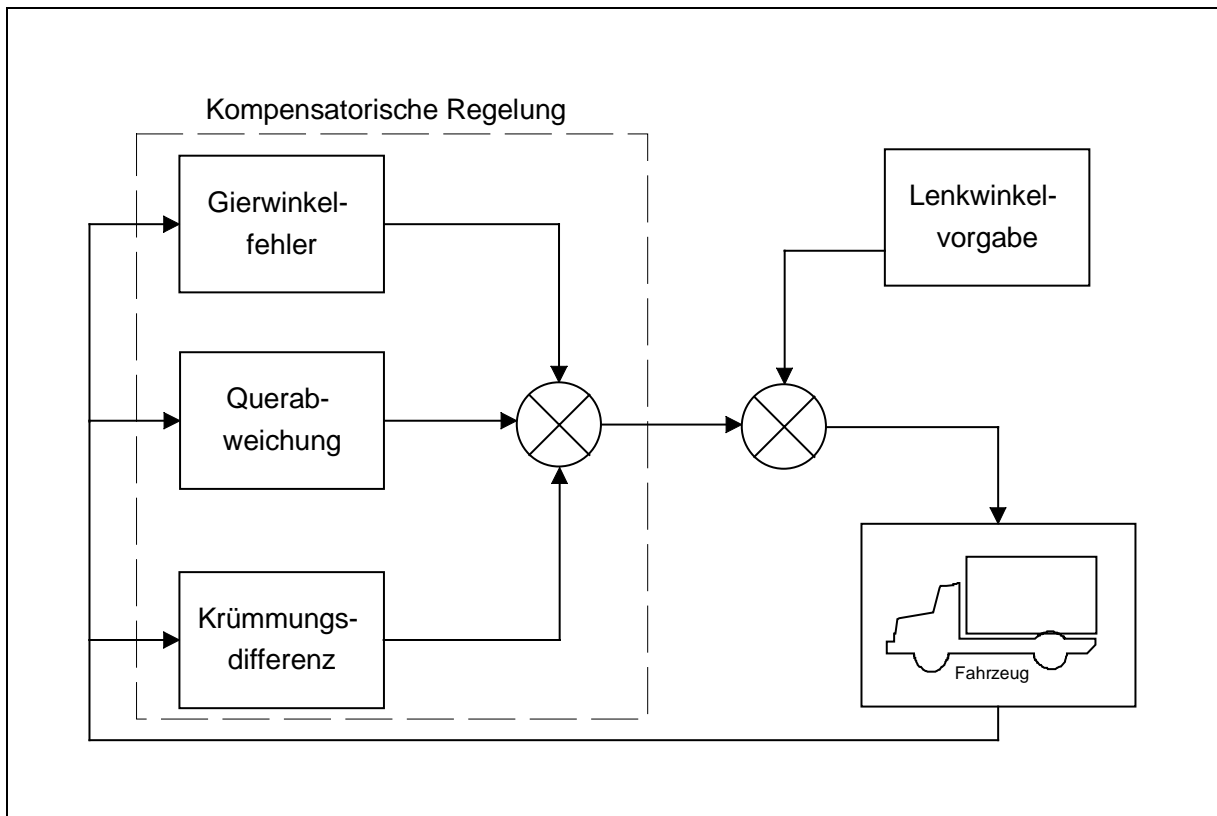 Kompensatorische Regelung
Gierwinkel-
fehler
Lenkwinkel-
vorgabe
Querab-
weichung
Krümmungs-
differenz
Fahrzeug